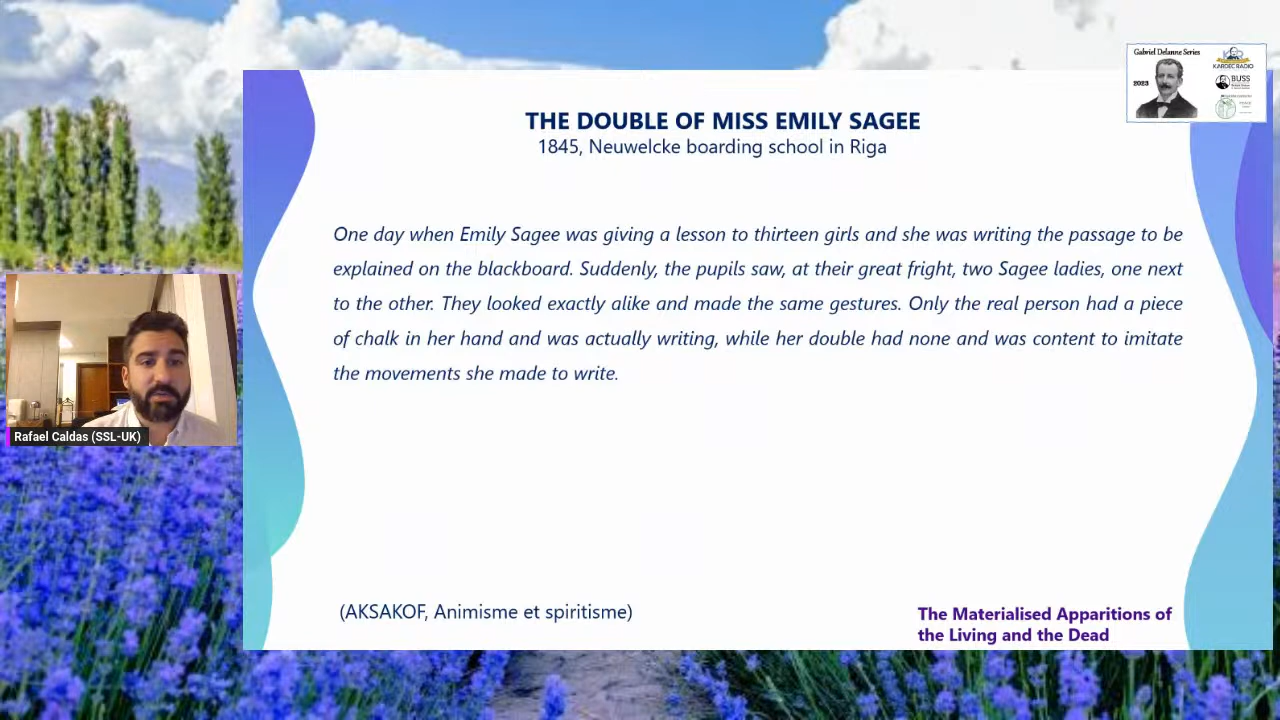 Gabriel Delanne Series
2023
KARDEC RADIO
BUSS
THE DOUBLE OF MISS EMILY SAGEE
1845, Neuwelcke boarding school in Riga
One day when Emily Sagee was giving a lesson to thirteen girls and she was writing the passage to be
explained on the blackboard. Suddenly, the pupils saw, at their great fright, two Sagee ladies, one next
to the other. They looked exactly alike and made the same gestures. Only the real person had a piece
of chalk in her hand and was actually writing, while her double had none and was content to imitate
the movements she made to write.
Rafael Caldas (SSL-UK)
(AKSAKOF, Animisme et spiritisme)
The Materialised Apparitions of
the Living and the Dead